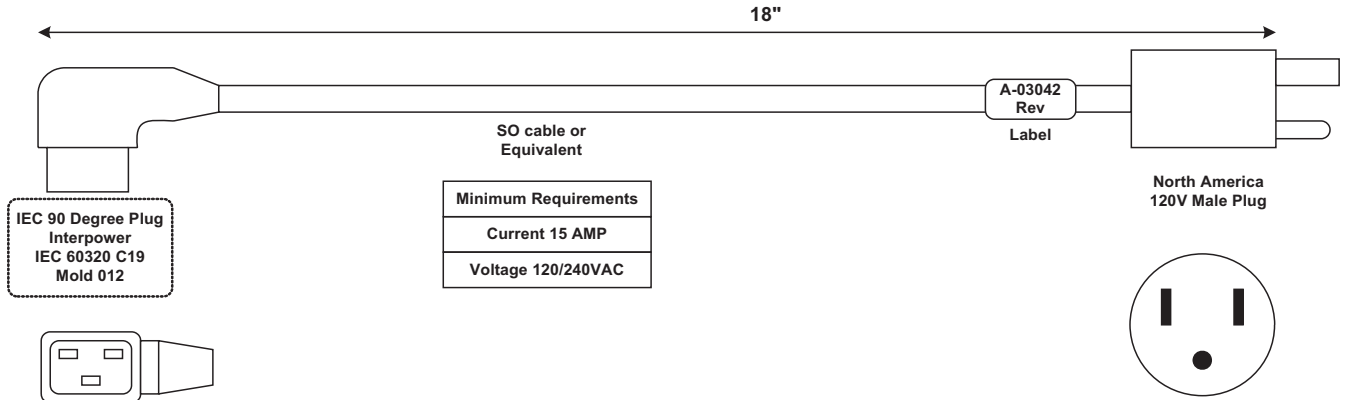 18"
A-03042
Rev
Label
SO cable or
Equivalent
North America
120V Male Plug
Minimum Requirements
Current 15 AMP
Voltage 120/240VAC
IEC 90 Degree Plug
Interpower
IEC 60320 C19
Mold 012